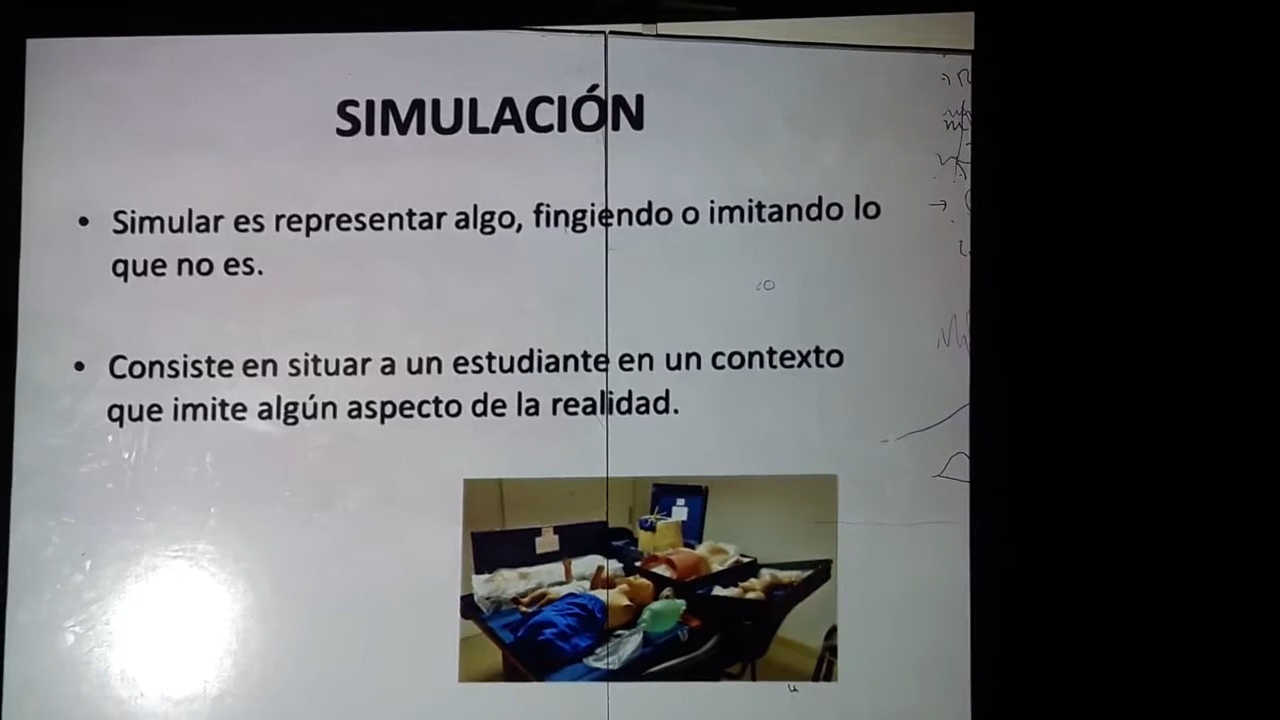 SIMULACIÓN
• Simular es representar algo, fingiendo o imitando lo
que no es.
• Consiste en situar a un estudiante en un contexto
que imite algún aspecto de la realidad.